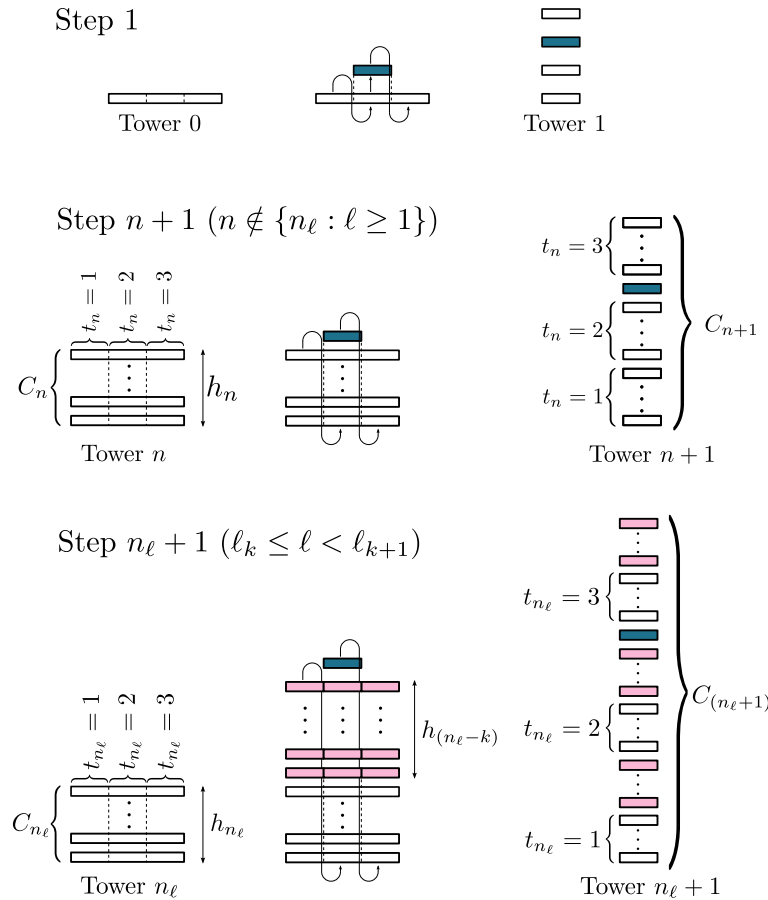 Step 1
Tower 0
Tower 1
Step n + 1 (n ∉ {n_ℓ : ℓ ≥ 1})
t_n = 1
t_n = 2
t_n = 3
C_n
h_n
Tower n
t_n = 3
t_n = 2
t_n = 1
C_{n+1}
Tower n + 1
Step n_ℓ + 1 (ℓ_k ≤ ℓ < ℓ_{k+1})
t_{n_ℓ} = 1
t_{n_ℓ} = 2
t_{n_ℓ} = 3
C_{n_ℓ}
h_{n_ℓ}
Tower n_ℓ
h_{(n_ℓ−k)}
t_{n_ℓ} = 3
t_{n_ℓ} = 2
t_{n_ℓ} = 1
C_{(n_ℓ+1)}
Tower n_ℓ + 1